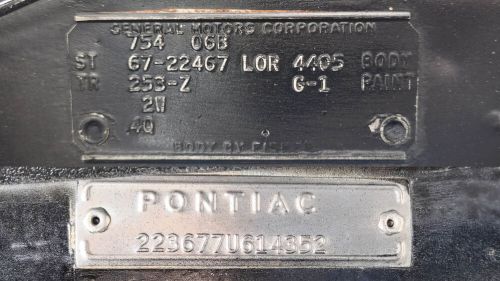 GENERAL MOTORS CORPORATION
754 06B
ST 67-22467 LOR 4405 BODY
TR 253-Z G-1 PAINT
2W
4Q
BODY BY
PONTIAC
223677U614352